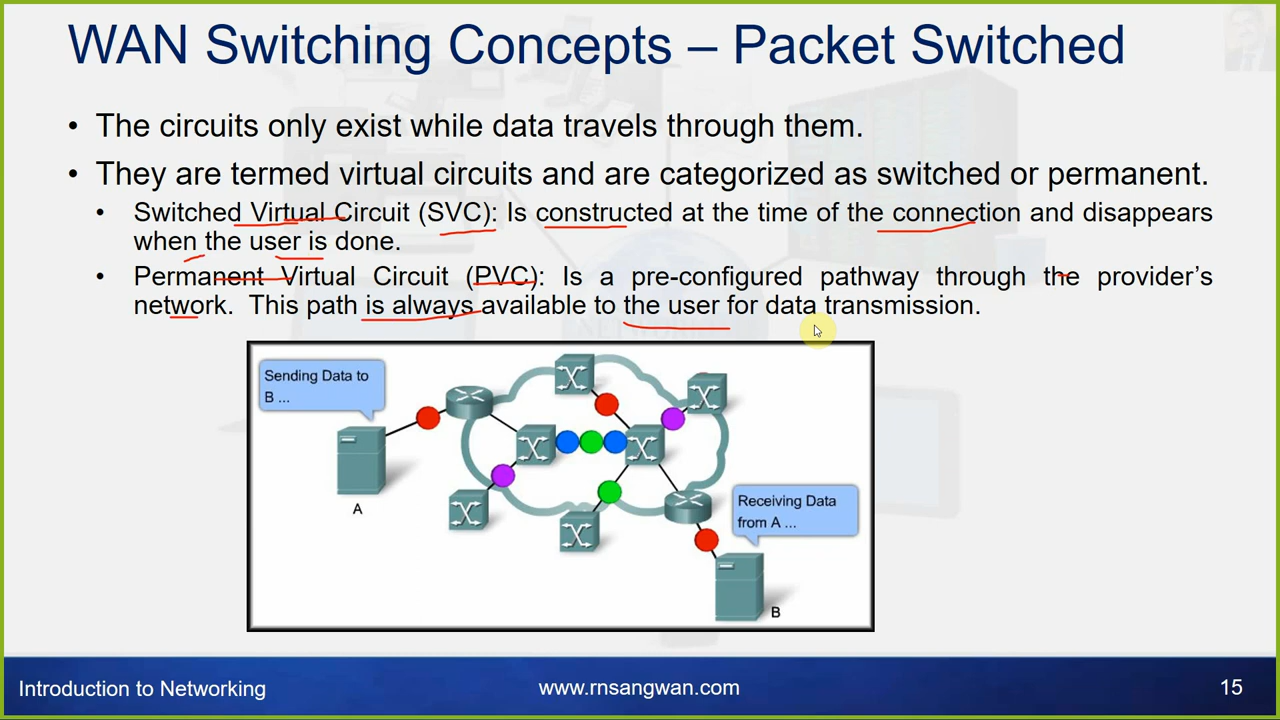 WAN Switching Concepts – Packet Switched
• The circuits only exist while data travels through them.
• They are termed virtual circuits and are categorized as switched or permanent.
• Switched Virtual Circuit (SVC): Is constructed at the time of the connection and disappears
when the user is done.
• Permanent Virtual Circuit (PVC): Is a pre-configured pathway through the provider's
network. This path is always available to the user for data transmission.
Sending Data to
B ...
A
Receiving Data
from A ...
B
Introduction to Networking
www.rnsangwan.com
15